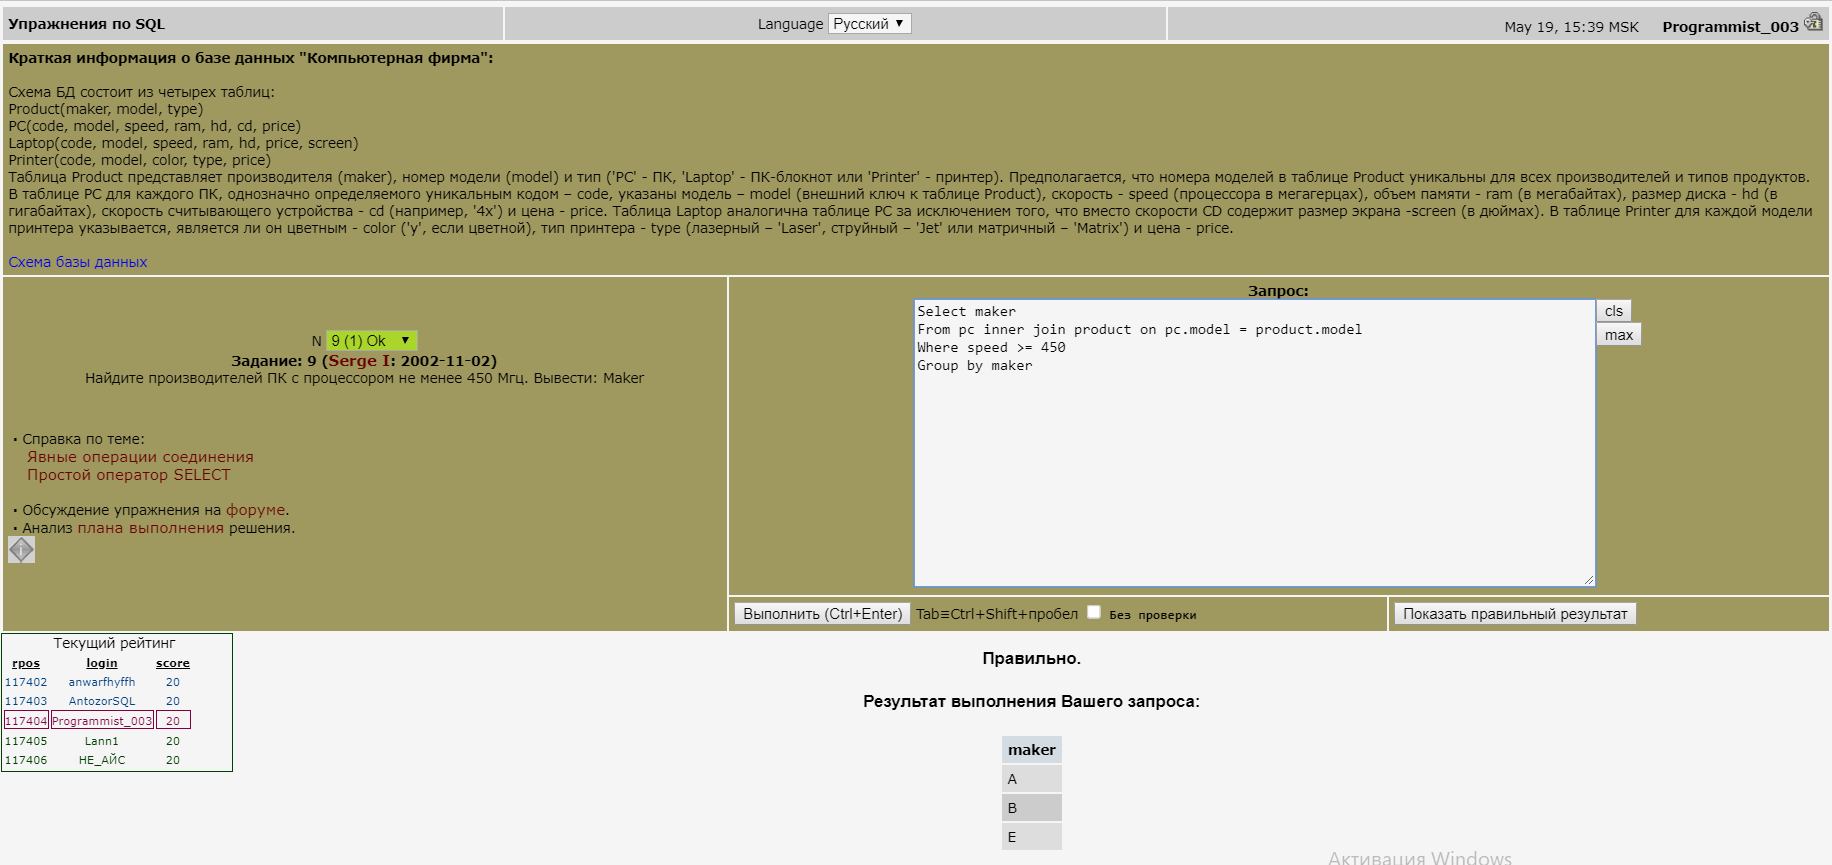 Упражнения по SQL
Language Русский ▼
May 19, 15:39 MSK Programmist_003
Краткая информация о базе данных "Компьютерная фирма":
Схема БД состоит из четырех таблиц:
Product(maker, model, type)
PC(code, model, speed, ram, hd, cd, price)
Laptop(code, model, speed, ram, hd, price, screen)
Printer(code, model, color, type, price)
Таблица Product представляет производителя (maker), номер модели (model) и тип ('PC' - ПК, 'Laptop' - ПК-блокнот или 'Printer' - принтер). Предполагается, что номера моделей в таблице Product уникальны для всех производителей и типов продуктов.
В таблице PC для каждого ПК, однозначно определяемого уникальным кодом – code, указаны модель – model (внешний ключ к таблице Product), скорость - speed (процессора в мегагерцах), объем памяти - ram (в мегабайтах), размер диска - hd (в
гигабайтах), скорость считывающего устройства - cd (например, '4x') и цена - price. Таблица Laptop аналогична таблице РС за исключением того, что вместо скорости CD содержит размер экрана -screen (в дюймах). В таблице Printer для каждой модели
принтера указывается, является ли он цветным - color ('y', если цветной), тип принтера - type (лазерный – 'Laser', струйный – 'Jet' или матричный – 'Matrix') и цена - price.
Схема базы данных
N 9 (1) Ok ▼
Задание: 9 (Serge I: 2002-11-02)
Найдите производителей ПК с процессором не менее 450 Мгц. Вывести: Maker
· Справка по теме:
Явные операции соединения
Простой оператор SELECT
· Обсуждение упражнения на форуме.
· Анализ плана выполнения решения.
Запрос:
Select maker
From pc inner join product on pc.model = product.model
Where speed >= 450
Group by maker
cls
max
Выполнить (Ctrl+Enter) Tab≡Ctrl+Shift+пробел Без проверки
Показать правильный результат
Текущий рейтинг
rpos login score
117402 anwarfhyffh 20
117403 AntozorSQL 20
117404 Programmist_003 20
117405 Lann1 20
117406 НЕ_АЙС 20
Правильно.
Результат выполнения Вашего запроса:
maker
A
B
E
Активация Windows